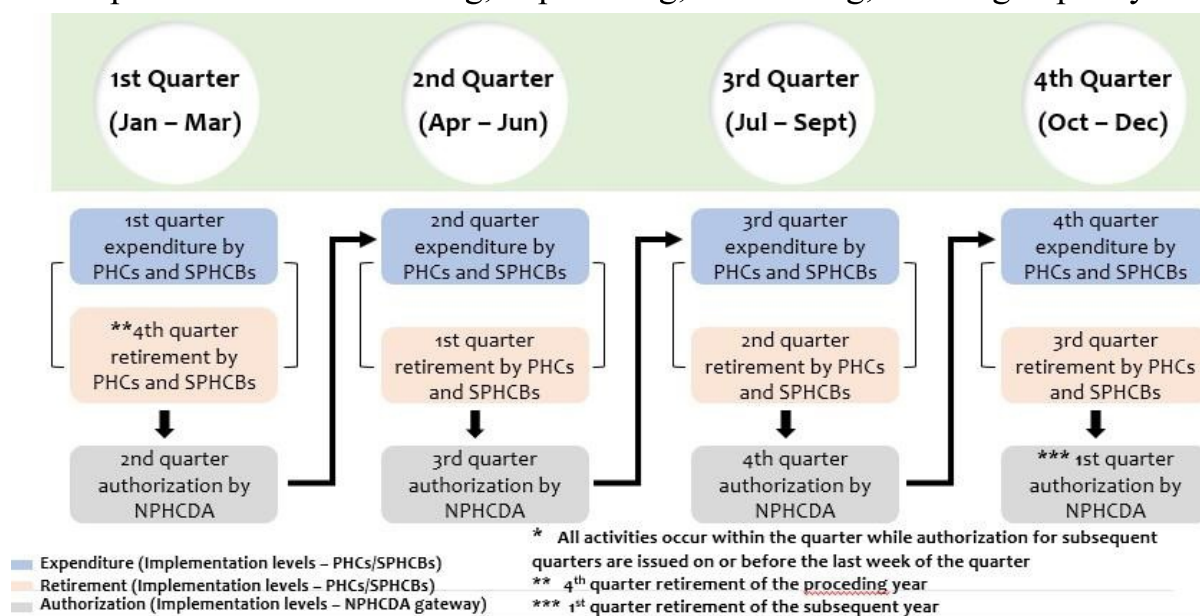 1st Quarter
(Jan – Mar)
2nd Quarter
(Apr – Jun)
3rd Quarter
(Jul – Sept)
4th Quarter
(Oct – Dec)
1st quarter
expenditure by
PHCs and SPHCBs
2nd quarter
expenditure by
PHCs and SPHCBs
3rd quarter
expenditure by
PHCs and SPHCBs
4th quarter
expenditure by
PHCs and SPHCBs
**4th quarter
retirement by
PHCs and SPHCBs
1st quarter
retirement by PHCs
and SPHCBs
2nd quarter
retirement by PHCs
and SPHCBs
3rd quarter
retirement by PHCs
and SPHCBs
2nd quarter
authorization by
NPHCDA
3rd quarter
authorization by
NPHCDA
4th quarter
authorization by
NPHCDA
*** 1st quarter
authorization by
NPHCDA
Expenditure (Implementation levels – PHCs/SPHCBs)
Retirement (Implementation levels – PHCs/SPHCBs)
Authorization (Implementation levels – NPHCDA gateway)
* All activities occur within the quarter while authorization for subsequent
quarters are issued on or before the last week of the quarter
** 4th quarter retirement of the proceding year
*** 1st quarter retirement of the subsequent year